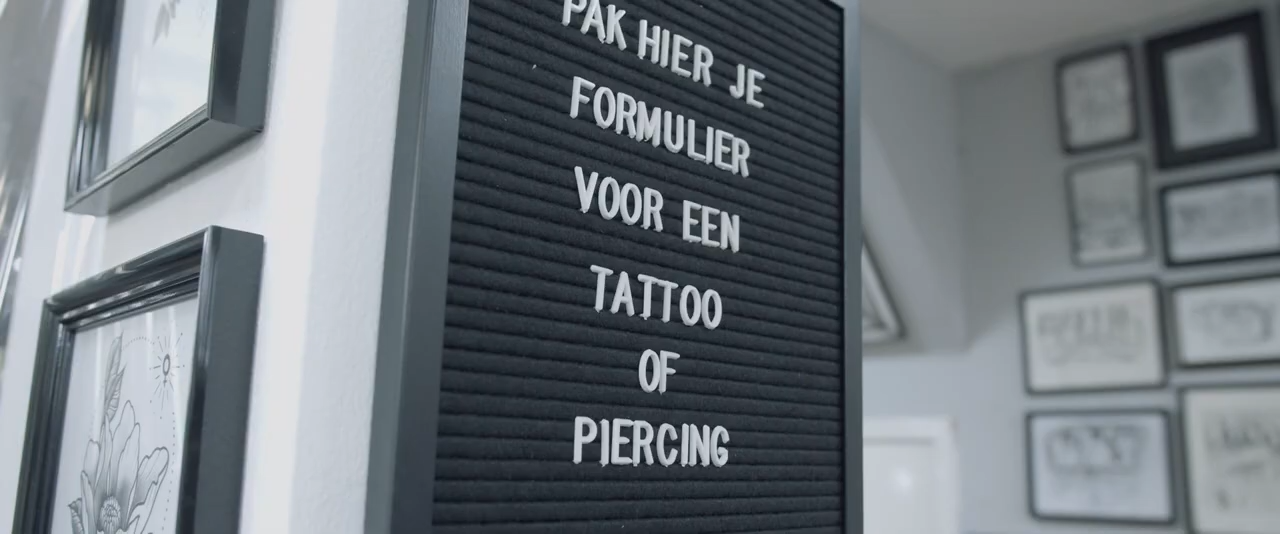 PAK HIER JE
FORMULIER
VOOR EEN
TATTOO
OF
PIERCING